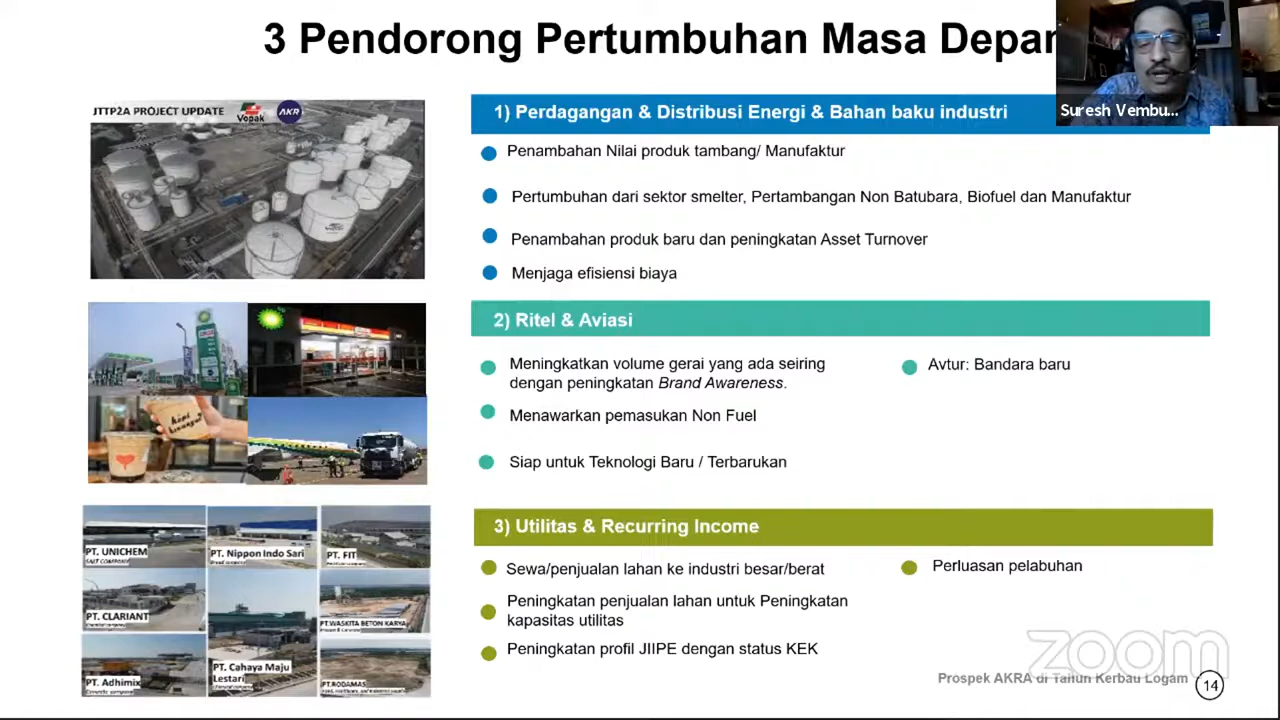 3 Pendorong Pertumbuhan Masa Depan
Suresh Vembu...
JTTP2A PROJECT UPDATE
Vopak
AKR
1) Perdagangan & Distribusi Energi & Bahan baku industri
Penambahan Nilai produk tambang/ Manufaktur
Pertumbuhan dari sektor smelter, Pertambangan Non Batubara, Biofuel dan Manufaktur
Penambahan produk baru dan peningkatan Asset Turnover
Menjaga efisiensi biaya
2) Ritel & Aviasi
Meningkatkan volume gerai yang ada seiring
dengan peningkatan Brand Awareness.
Menawarkan pemasukan Non Fuel
Siap untuk Teknologi Baru / Terbarukan
Avtur: Bandara baru
PT. UNICHEM
SALT COMPANY
PT. Nippon Indo Sari
PT. FIT
PT. CLARIANT
PT.WASKITA BETON KARYA
PT. Adhimix
PT. Cahaya Maju
Lestari
PT.RODAMAS
3) Utilitas & Recurring Income
Sewa/penjualan lahan ke industri besar/berat
Peningkatan penjualan lahan untuk Peningkatan
kapasitas utilitas
Peningkatan profil JIIPE dengan status KEK
Perluasan pelabuhan
zoom
Prospek AKRA di Tahun Kerbau Logam
14